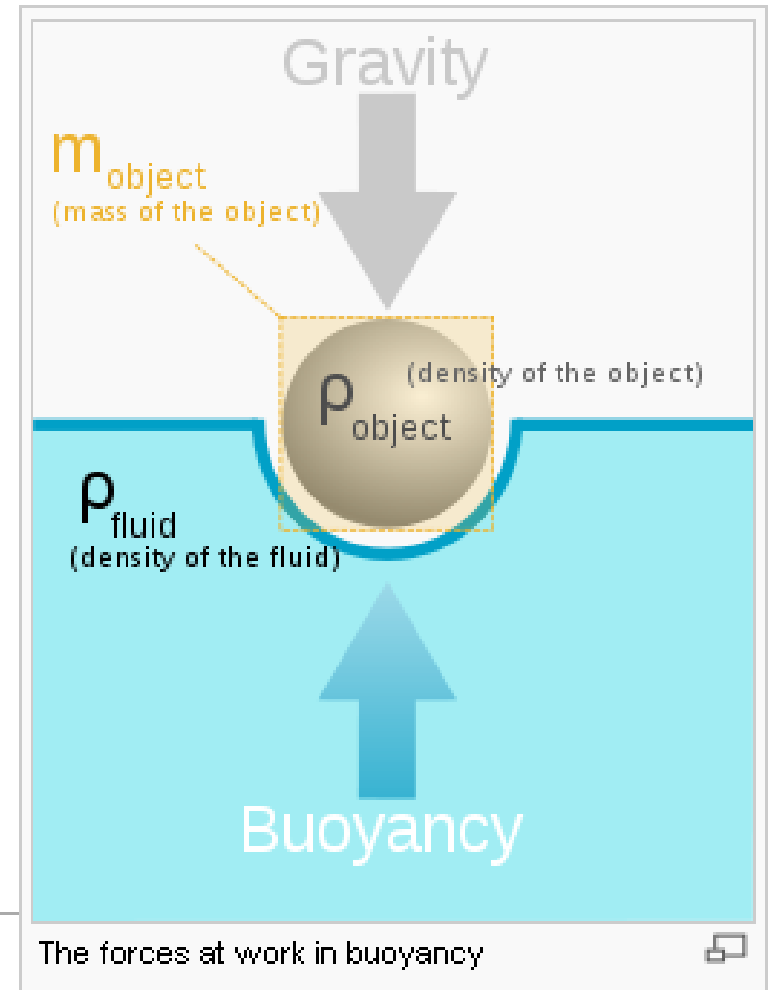 Gravity
m object
(mass of the object)
(density of the object)
ρ object
ρ fluid
(density of the fluid)
Buoyancy
The forces at work in buoyancy